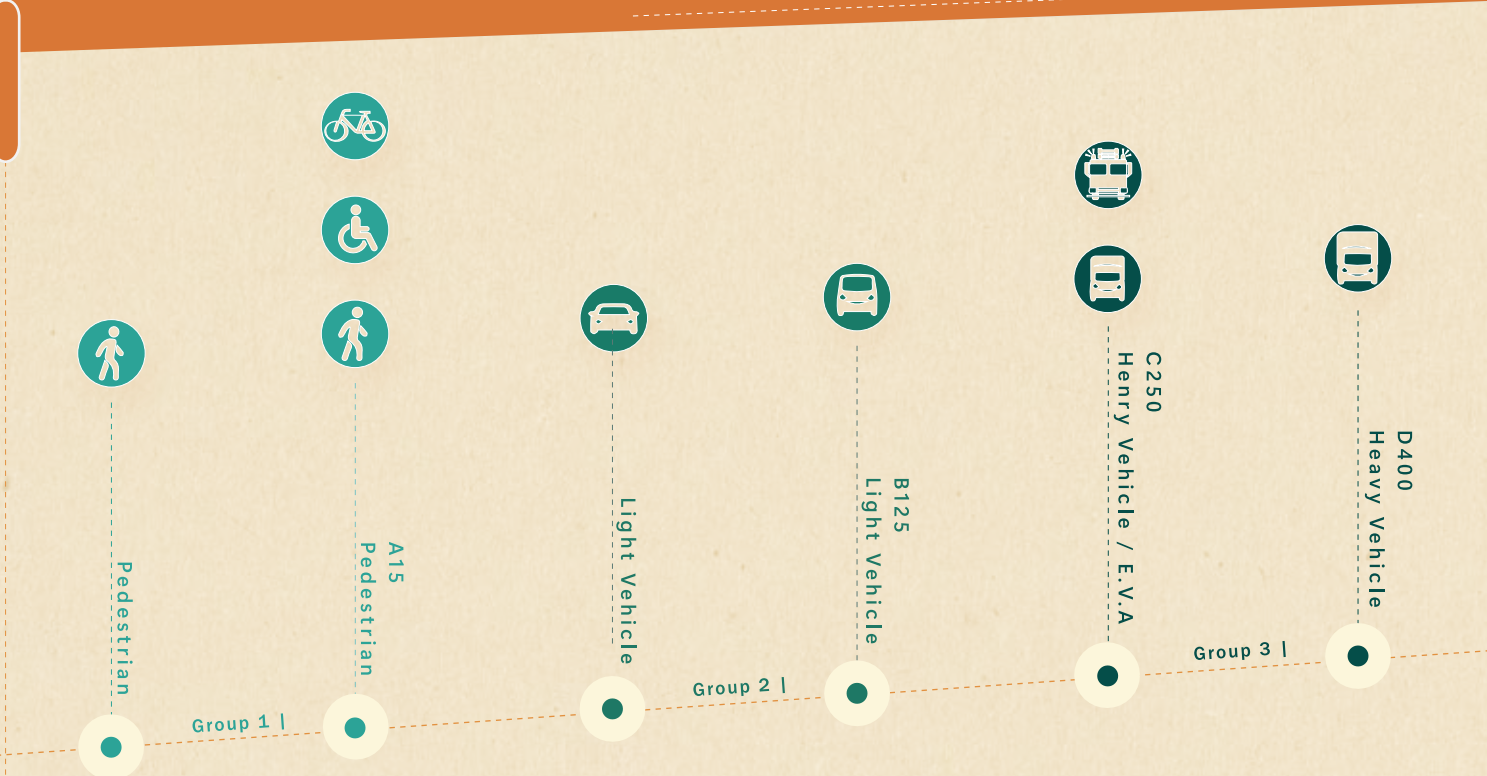 Pedestrian
Group 1 |
A15
Pedestrian
Light Vehicle
Group 2 |
B125
Light Vehicle
C250
Henry Vehicle / E.V.A
Group 3 |
D400
Heavy Vehicle